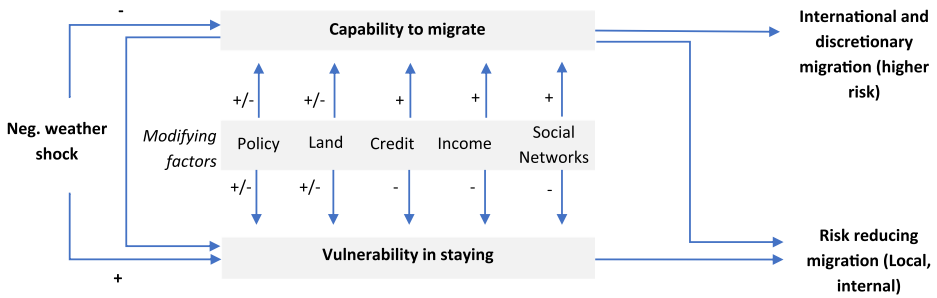 -
Capability to migrate
International and
discretionary
migration (higher
risk)
+/- +/- + + +
Neg. weather
shock
Modifying
factors
Policy Land Credit Income Social
Networks
+/- +/- - - -
Vulnerability in staying
Risk reducing
migration (Local,
internal)
+